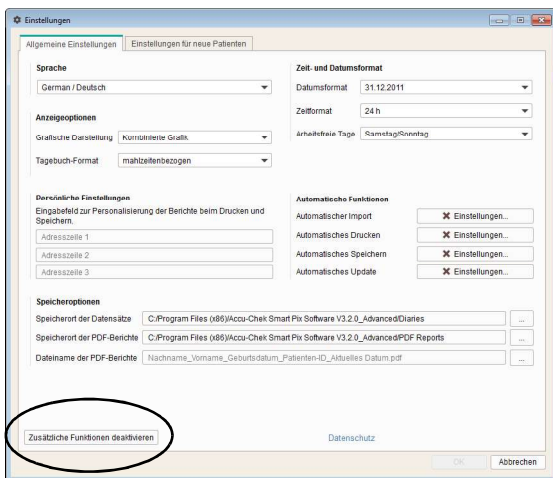 Einstellungen
Allgemeine Einstellungen
Einstellungen für neue Patienten
Sprache
German / Deutsch
Zeit- und Datumsformat
Datumsformat
31.12.2011
Zeitformat
24 h
Arbeitsfreie Tage
Samstag/Sonntag
Anzeigeoptionen
Grafische Darstellung
Kombinierte Grafik
Tagebuch-Format
mahlzeitenbezogen
Persönliche Einstellungen
Eingabefeld zur Personalisierung der Berichte beim Drucken und
Speichern.
Adresszeile 1
Adresszeile 2
Adresszeile 3
Automatische Funktionen
Automatischer Import
Einstellungen...
Automatisches Drucken
Einstellungen...
Automatisches Speichern
Einstellungen...
Automatisches Update
Einstellungen...
Speicheroptionen
Speicherort der Datensätze
C:/Program Files (x86)/Accu-Chek Smart Pix Software V3.2.0_Advanced/Diaries
...
Speicherort der PDF-Berichte
C:/Program Files (x86)/Accu-Chek Smart Pix Software V3.2.0_Advanced/PDF Reports
...
Dateiname der PDF-Berichte
Nachname_Vorname_Geburtsdatum_Patienten-ID_Aktuelles Datum.pdf
...
Zusätzliche Funktionen deaktivieren
Datenschutz
OK
Abbrechen